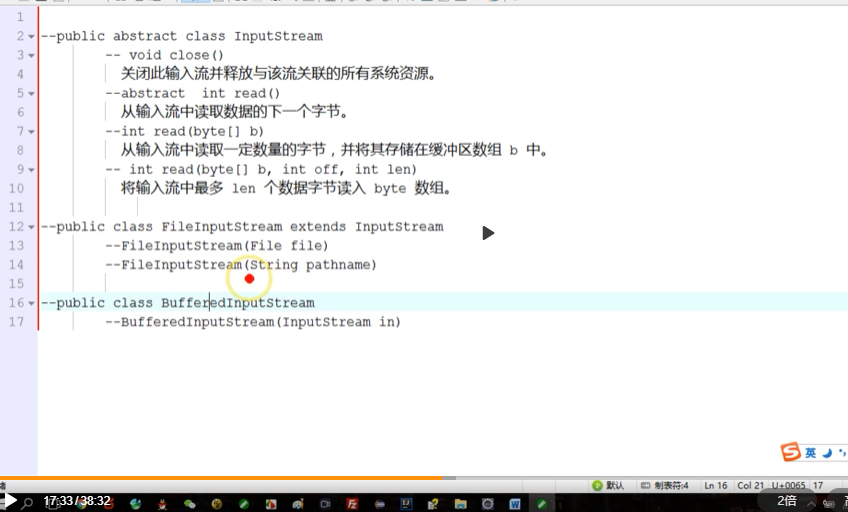 1
2 --public abstract class InputStream
3 -- void close()
4 关闭此输入流并释放与该流关联的所有系统资源。
5 --abstract int read()
6 从输入流中读取数据的下一个字节。
7 --int read(byte[] b)
8 从输入流中读取一定数量的字节，并将其存储在缓冲区数组 b 中。
9 -- int read(byte[] b, int off, int len)
10 将输入流中最多 len 个数据字节读入 byte 数组。
11
12 --public class FileInputStream extends InputStream
13 --FileInputStream(File file)
14 --FileInputStream(String pathname)
15
16 --public class BufferedInputStream
17 --BufferedInputStream(InputStream in)
英
默认 制表符:4 Ln 16 Col 21 U+0065 17
17:33/38:32 2倍